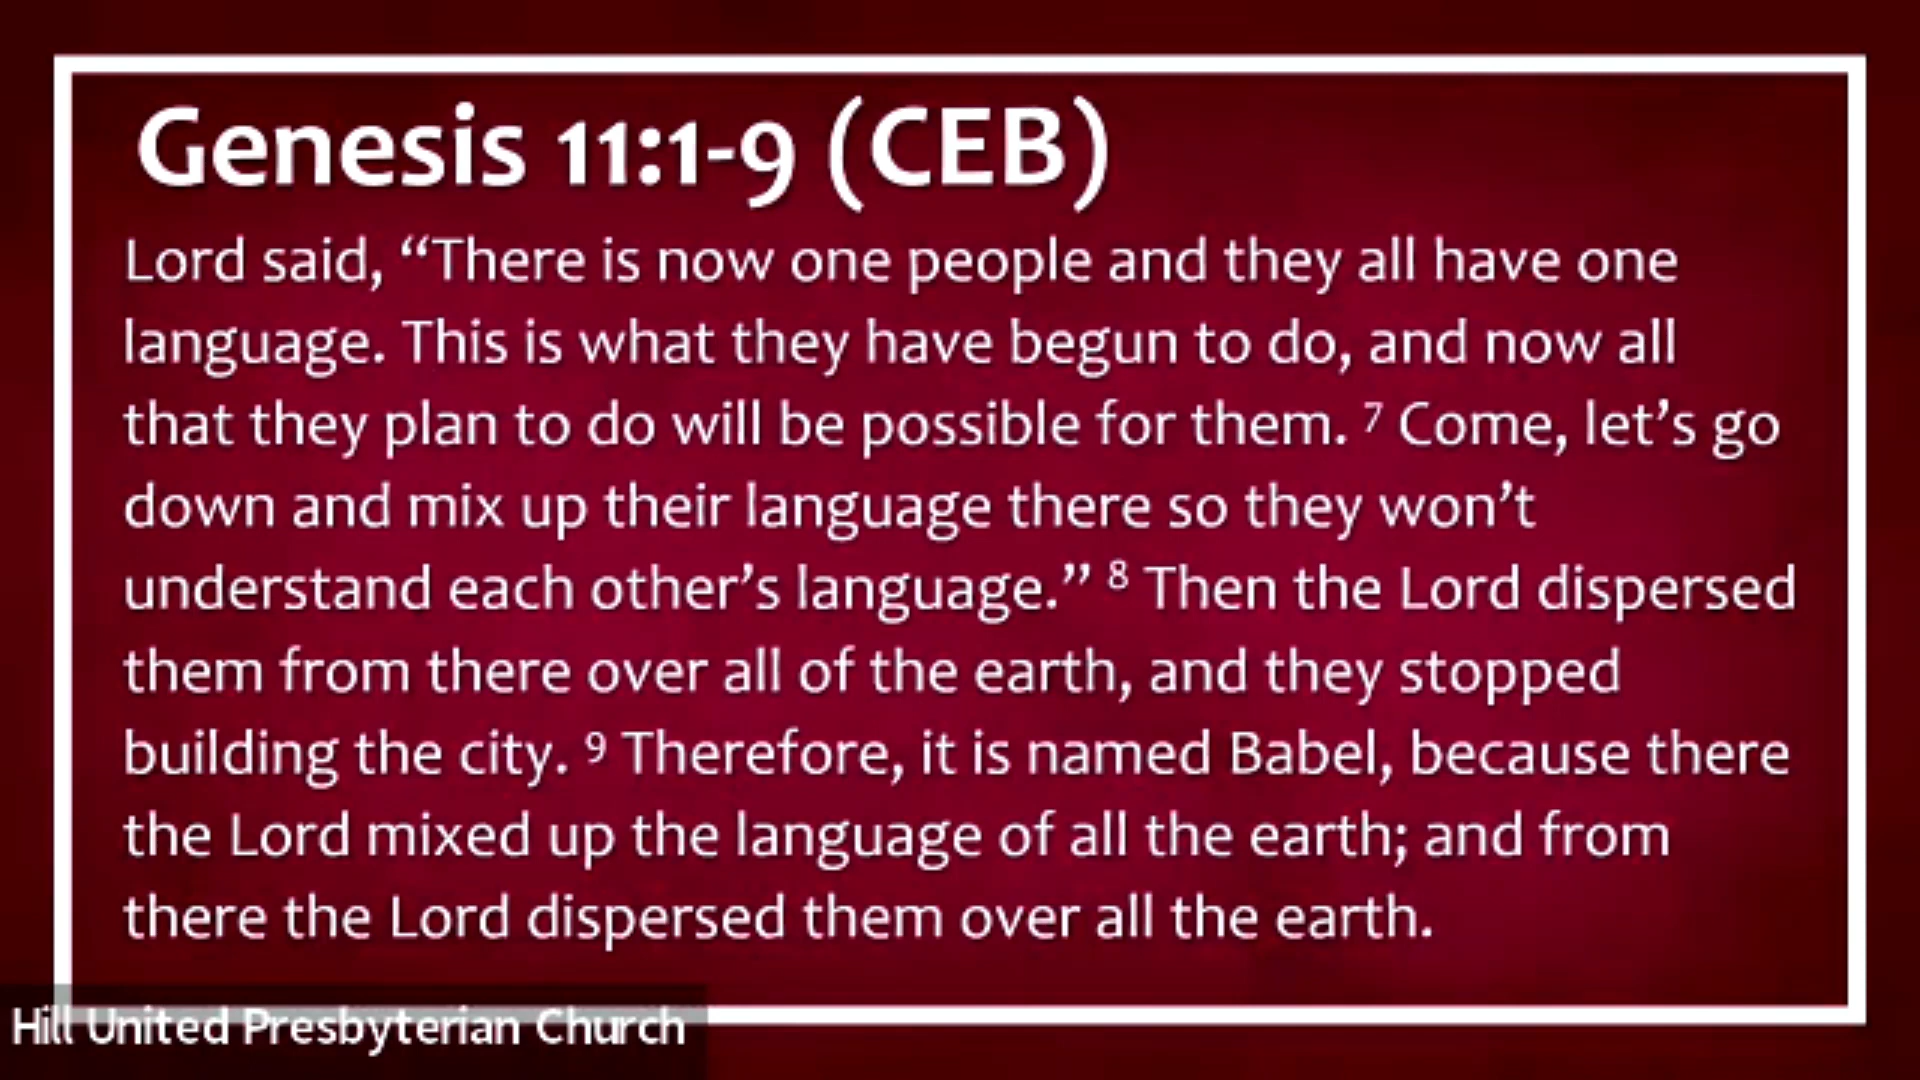 Genesis 11:1-9 (CEB)
Lord said, “There is now one people and they all have one
language. This is what they have begun to do, and now all
that they plan to do will be possible for them. ⁷ Come, let’s go
down and mix up their language there so they won’t
understand each other’s language.” ⁸ Then the Lord dispersed
them from there over all of the earth, and they stopped
building the city. ⁹ Therefore, it is named Babel, because there
the Lord mixed up the language of all the earth; and from
there the Lord dispersed them over all the earth.
Hill United Presbyterian Church